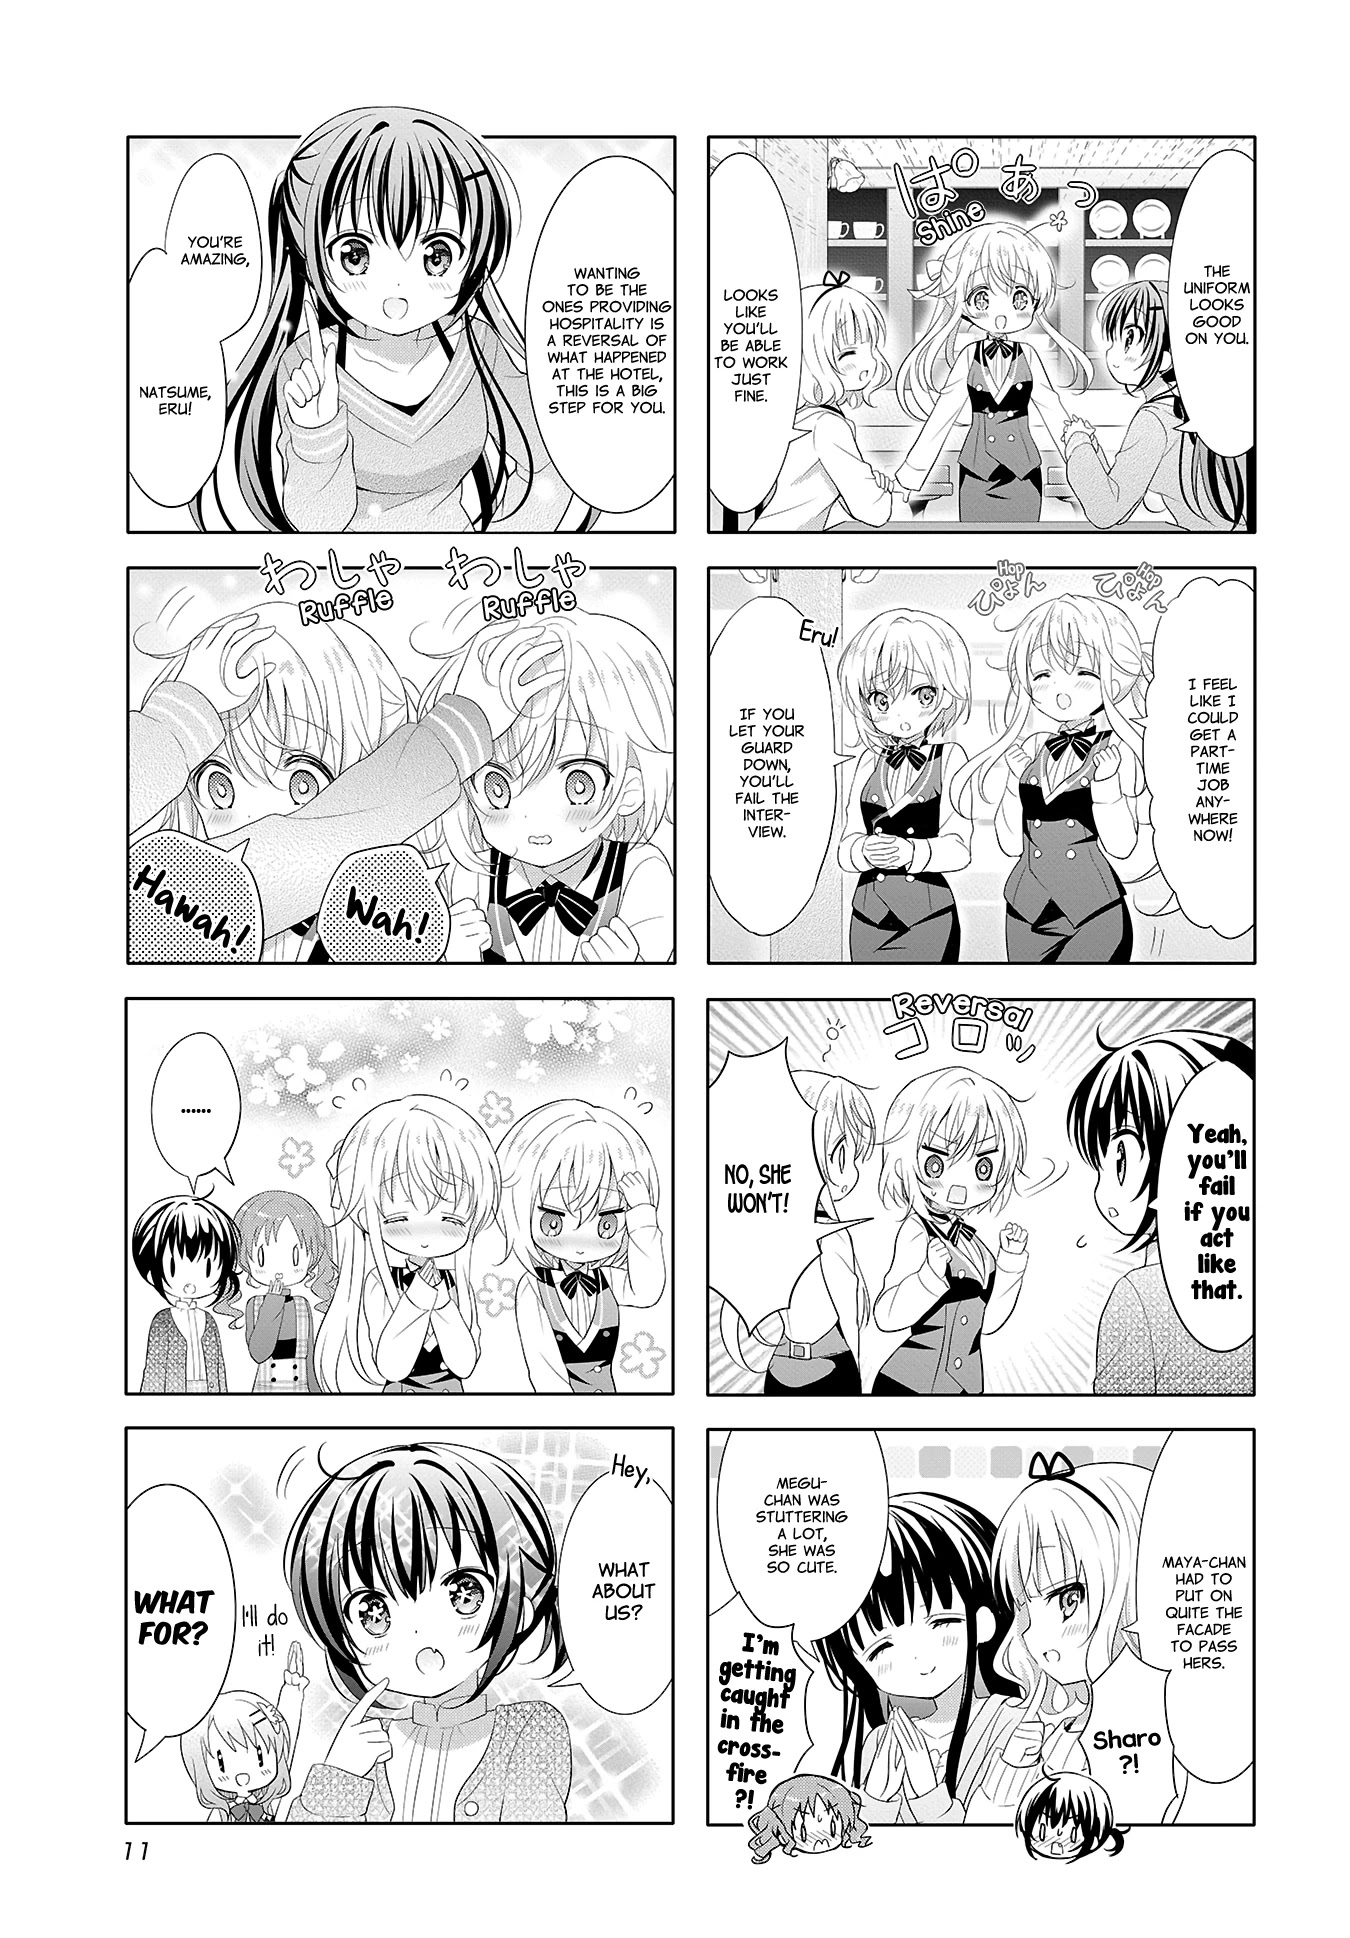 THE
UNIFORM
LOOKS
GOOD
ON YOU.
ぱぁっ
Shine
LOOKS
LIKE
YOU'LL
BE ABLE
TO WORK
JUST
FINE.
I FEEL
LIKE I
COULD
GET A
PART-
TIME
JOB
ANY-
WHERE
NOW!
Hop
ぴょん
Hop
ぴょん
Eru!
IF YOU
LET YOUR
GUARD
DOWN,
YOU'LL
FAIL THE
INTER-
VIEW.
Yeah,
you'll
fail
if you
act
like
that.
Reversal
コロッ
NO, SHE
WON'T!
MAYA-CHAN
HAD TO
PUT ON
QUITE THE
FACADE
TO PASS
HERS.
Sharo
?!
MEGU-
CHAN WAS
STUTTERING
A LOT,
SHE WAS
SO CUTE.
I'm
getting
caught
in the
cross-
fire
?!
WANTING
TO BE THE
ONES PROVIDING
HOSPITALITY IS
A REVERSAL OF
WHAT HAPPENED
AT THE HOTEL,
THIS IS A BIG
STEP FOR YOU.
YOU'RE
AMAZING,
NATSUME,
ERU!
わしゃ
Ruffle
わしゃ
Ruffle
Wah!
Hawah!
......
Hey,
WHAT
ABOUT
US?
I'll do
it!
WHAT
FOR?
11